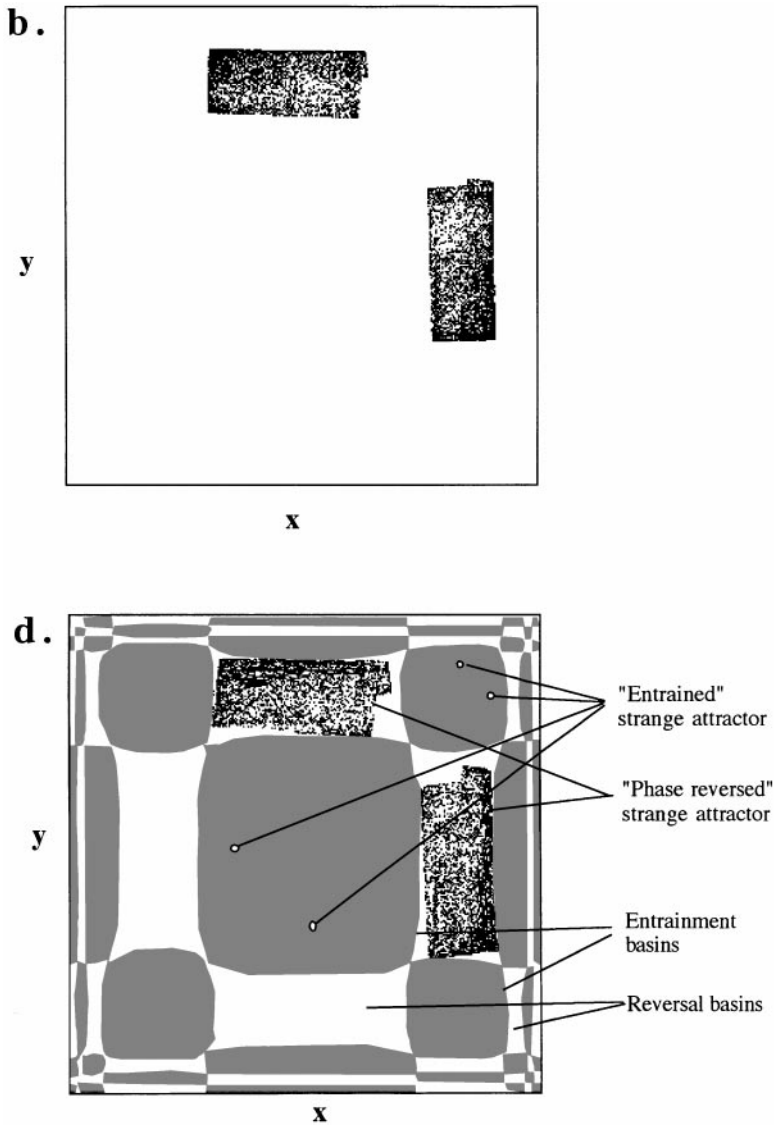 b.
y
x
d.
"Entrained"
strange attractor
"Phase reversed"
strange attractor
y
Entrainment
basins
Reversal basins
x